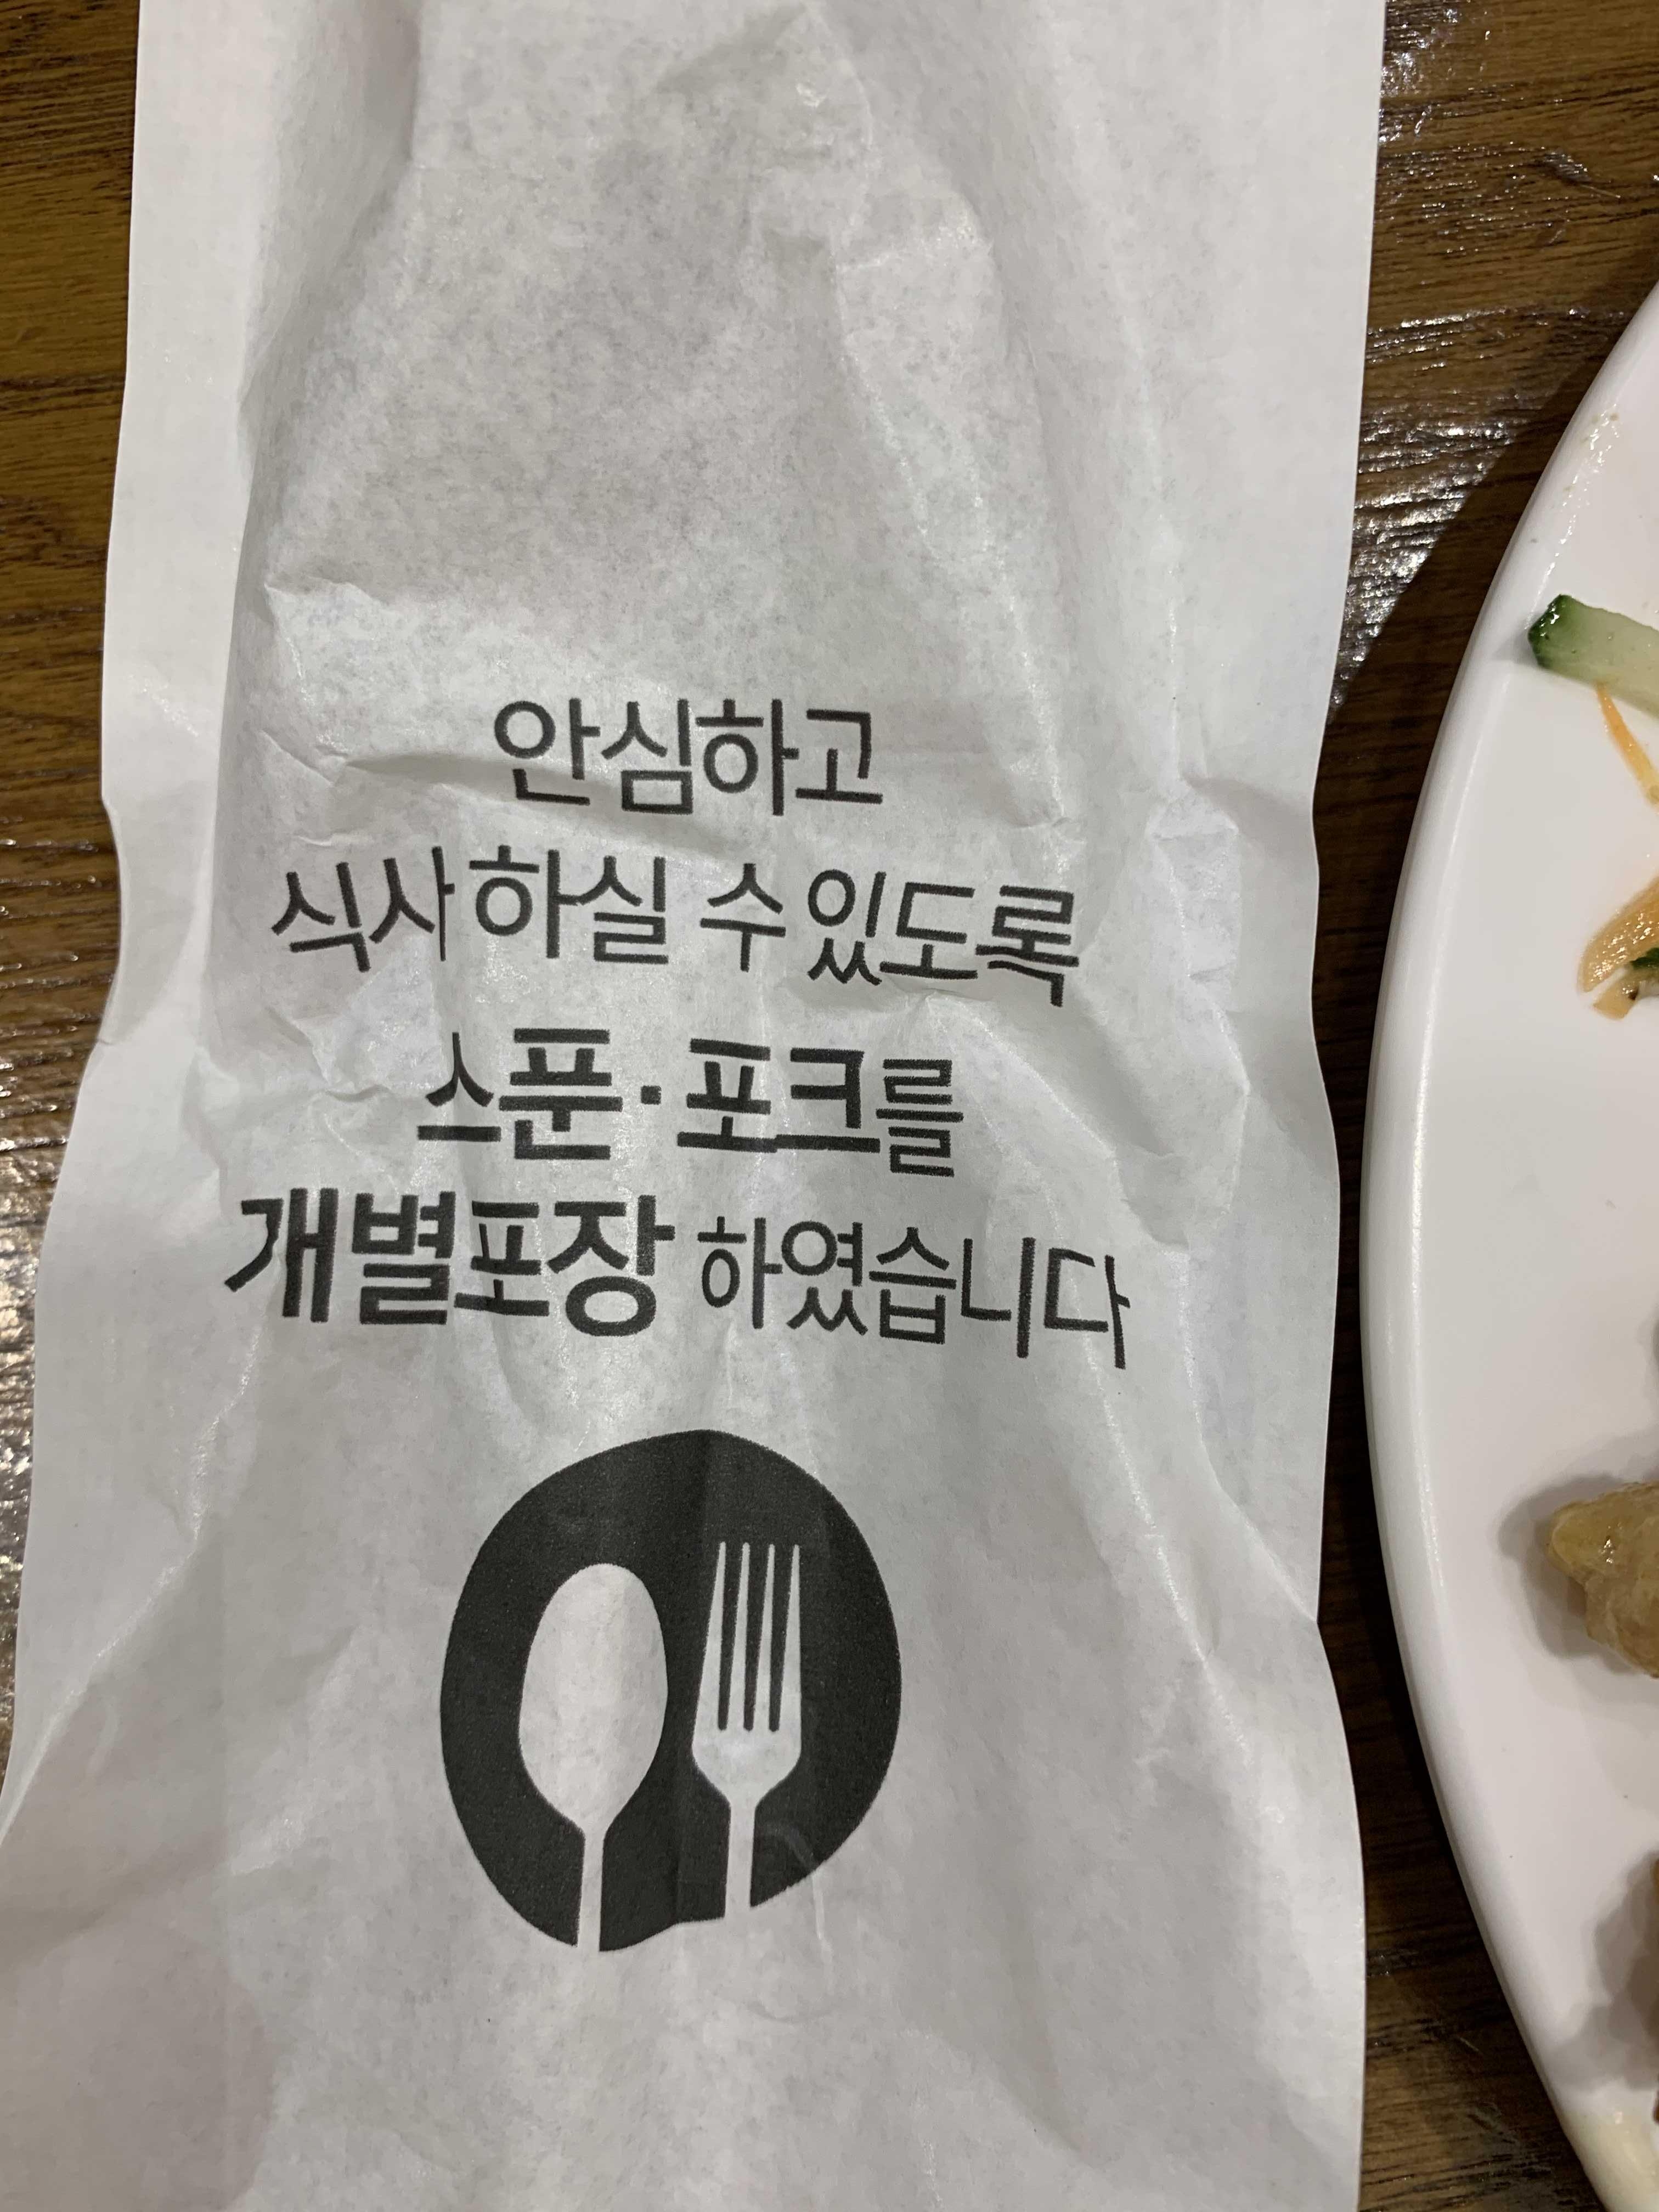 안심하고
식사 하실 수 있도록
스푼·포크를
개별포장 하였습니다